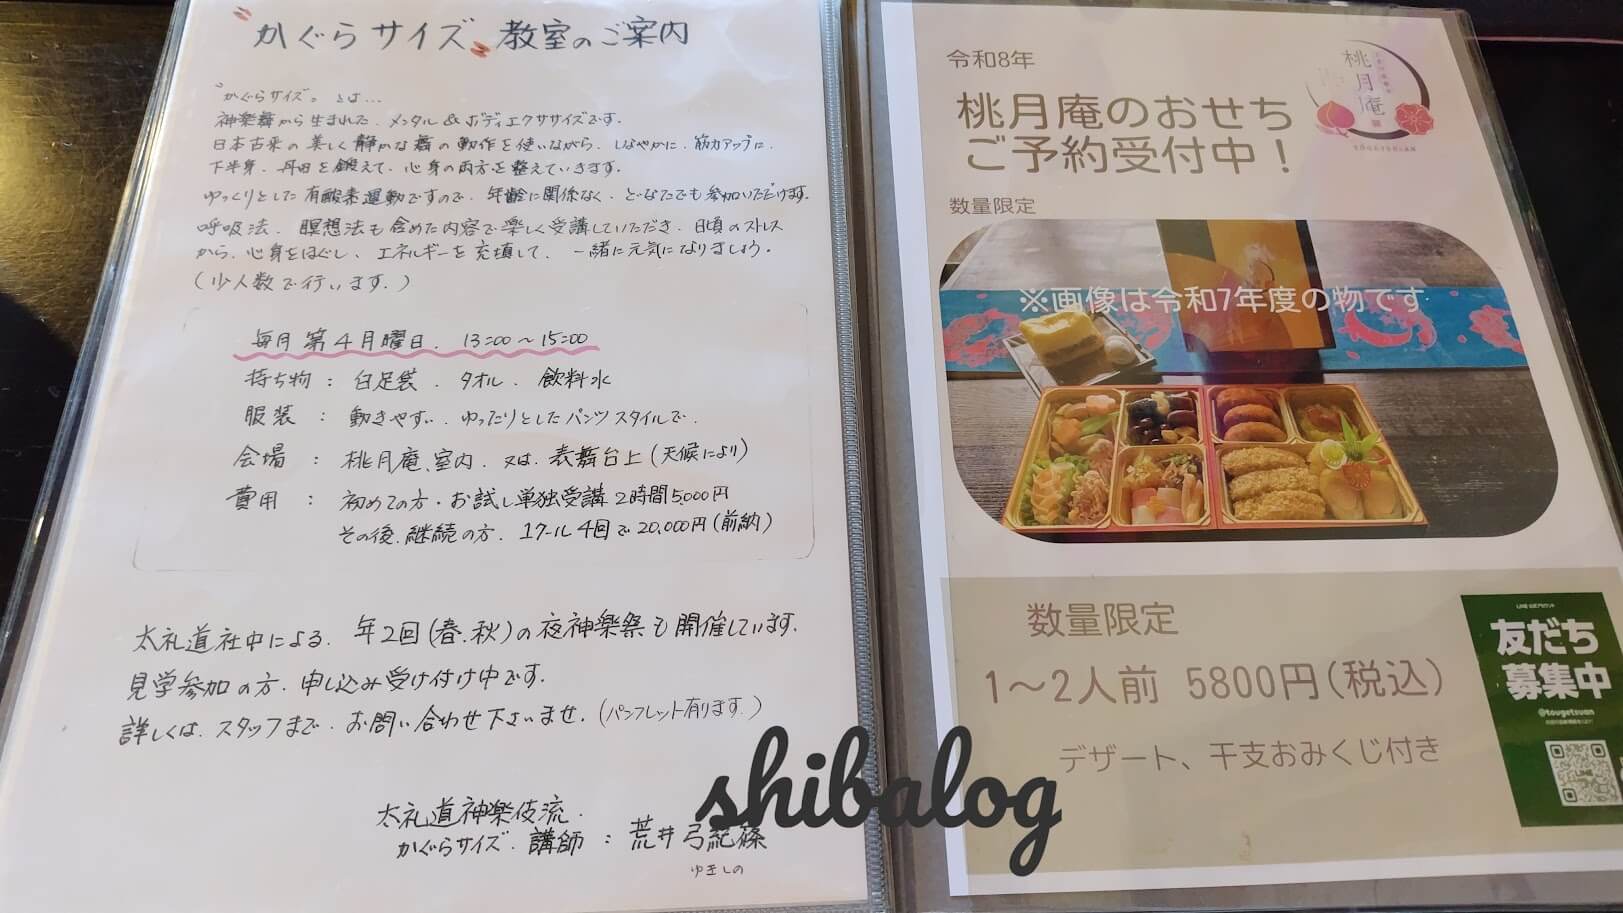 "かぐらサイズ" 教室のご案内
"かぐらサイズ" とは...
神楽舞から生まれた、メンタル&ボディエクササイズです。
日本古来の美しく静かな舞の動作を使いながら、しなやかに、筋力アップに、
下半身、丹田を鍛えて、心身の両方を整えていきます。
ゆっくりとした有酸素運動ですので、年齢に関係なく、どなたでも参加いただけます。
呼吸法、瞑想法も含めた内容で楽しく受講していただき、日頃のストレス
から、心身をほぐし、エネルギーを充填して、一緒に元気になりましょう。
(少人数で行います。)
毎月第4月曜日、13:00〜15:00
持ち物 : 白足袋、タオル、飲料水
服装 : 動きやすい、ゆったりとしたパンツスタイルで、
会場 : 桃月庵、室内、又は、表舞台上(天候により)
費用 : 初めての方・お試し単独受講 2時間5,000円
その後、継続の方、1クール4回で20,000円(前納)
太礼道社中による、年2回(春、秋)の夜神楽祭も開催しています。
見学参加の方、申し込み受け付け中です。
詳しくは、スタッフまで、お問い合わせ下さいませ。(パンフレット有ります。)
太礼道神楽伎流、
かぐらサイズ、講師 : 荒井弓紀篠
ゆきしの
令和8年
桃月庵のおせち
ご予約受付中!
桃月庵
TOUGETSUAN
数量限定
※画像は令和7年度の物です
数量限定
1〜2人前 5800円(税込)
デザート、干支おみくじ付き
LINE 公式アカウント
友だち
募集中
@tougetsuan
LINE
shibalog